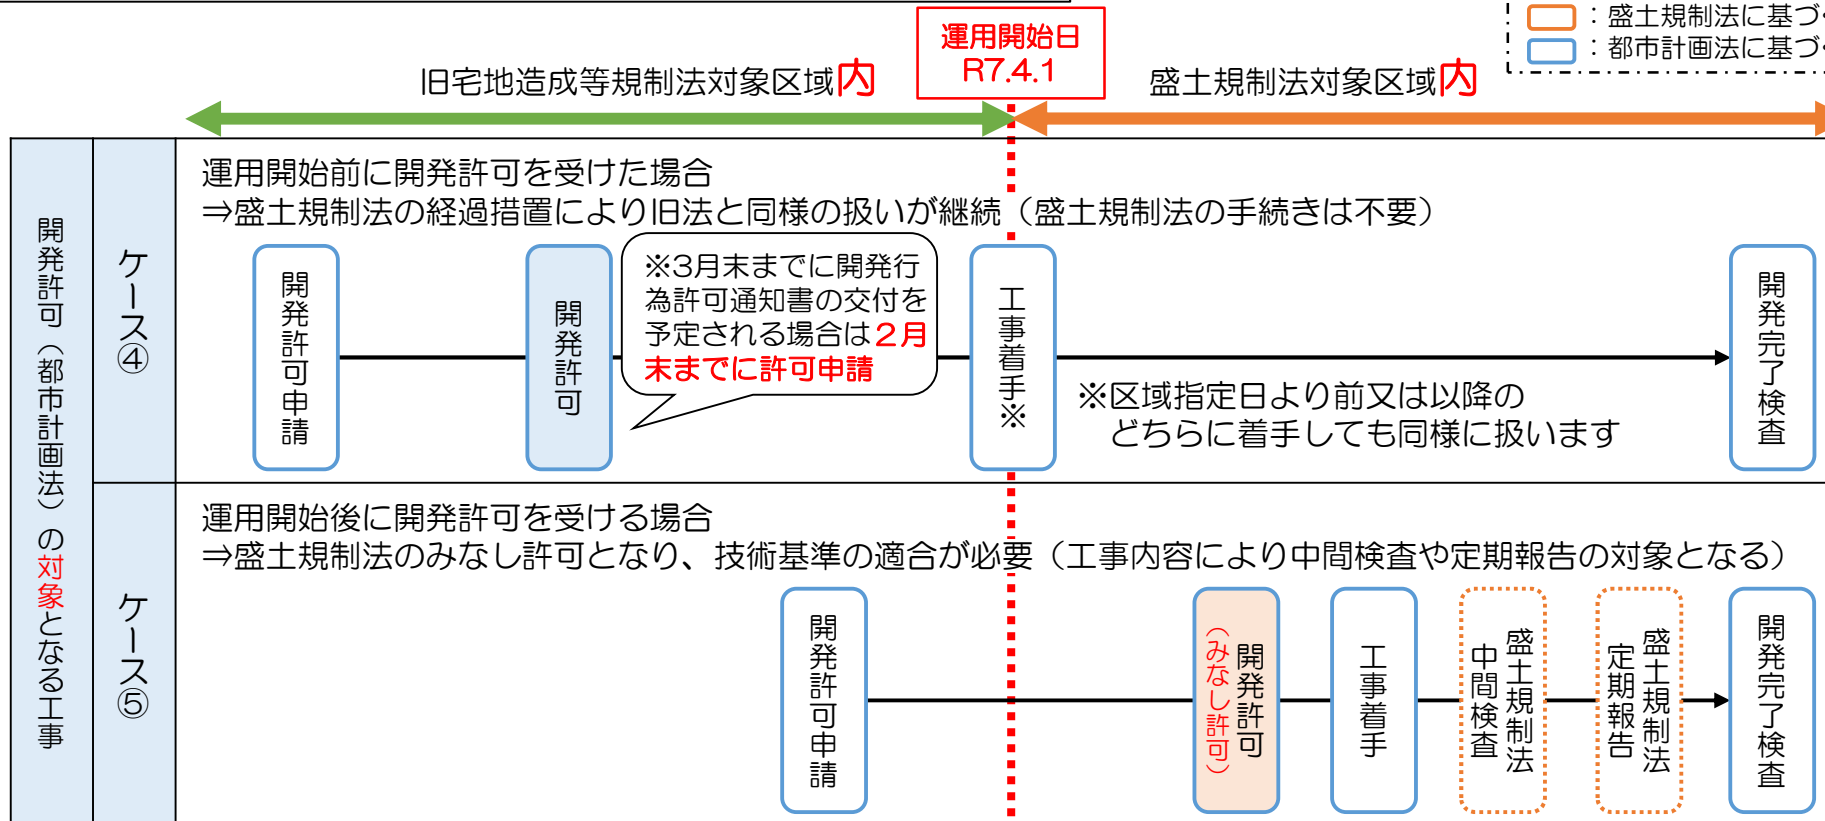 ：盛土規制法に基づ
：都市計画法に基づ
運用開始日
R7.4.1
旧宅地造成等規制法対象区域内
盛土規制法対象区域内
開発許可（都市計画法）の対象となる工事
ケース④
運用開始前に開発許可を受けた場合
⇒盛土規制法の経過措置により旧法と同様の扱いが継続（盛土規制法の手続きは不要）
開発許可申請
開発許可
※3月末までに開発行
為許可通知書の交付を
予定される場合は２月
末までに許可申請
工事着手※
※区域指定日より前又は以降の
どちらに着手しても同様に扱います
開発完了検査
ケース⑤
運用開始後に開発許可を受ける場合
⇒盛土規制法のみなし許可となり、技術基準の適合が必要（工事内容により中間検査や定期報告の対象となる）
開発許可申請
開発許可
（みなし許可）
工事着手
盛土規制法
中間検査
盛土規制法
定期報告
開発完了検査